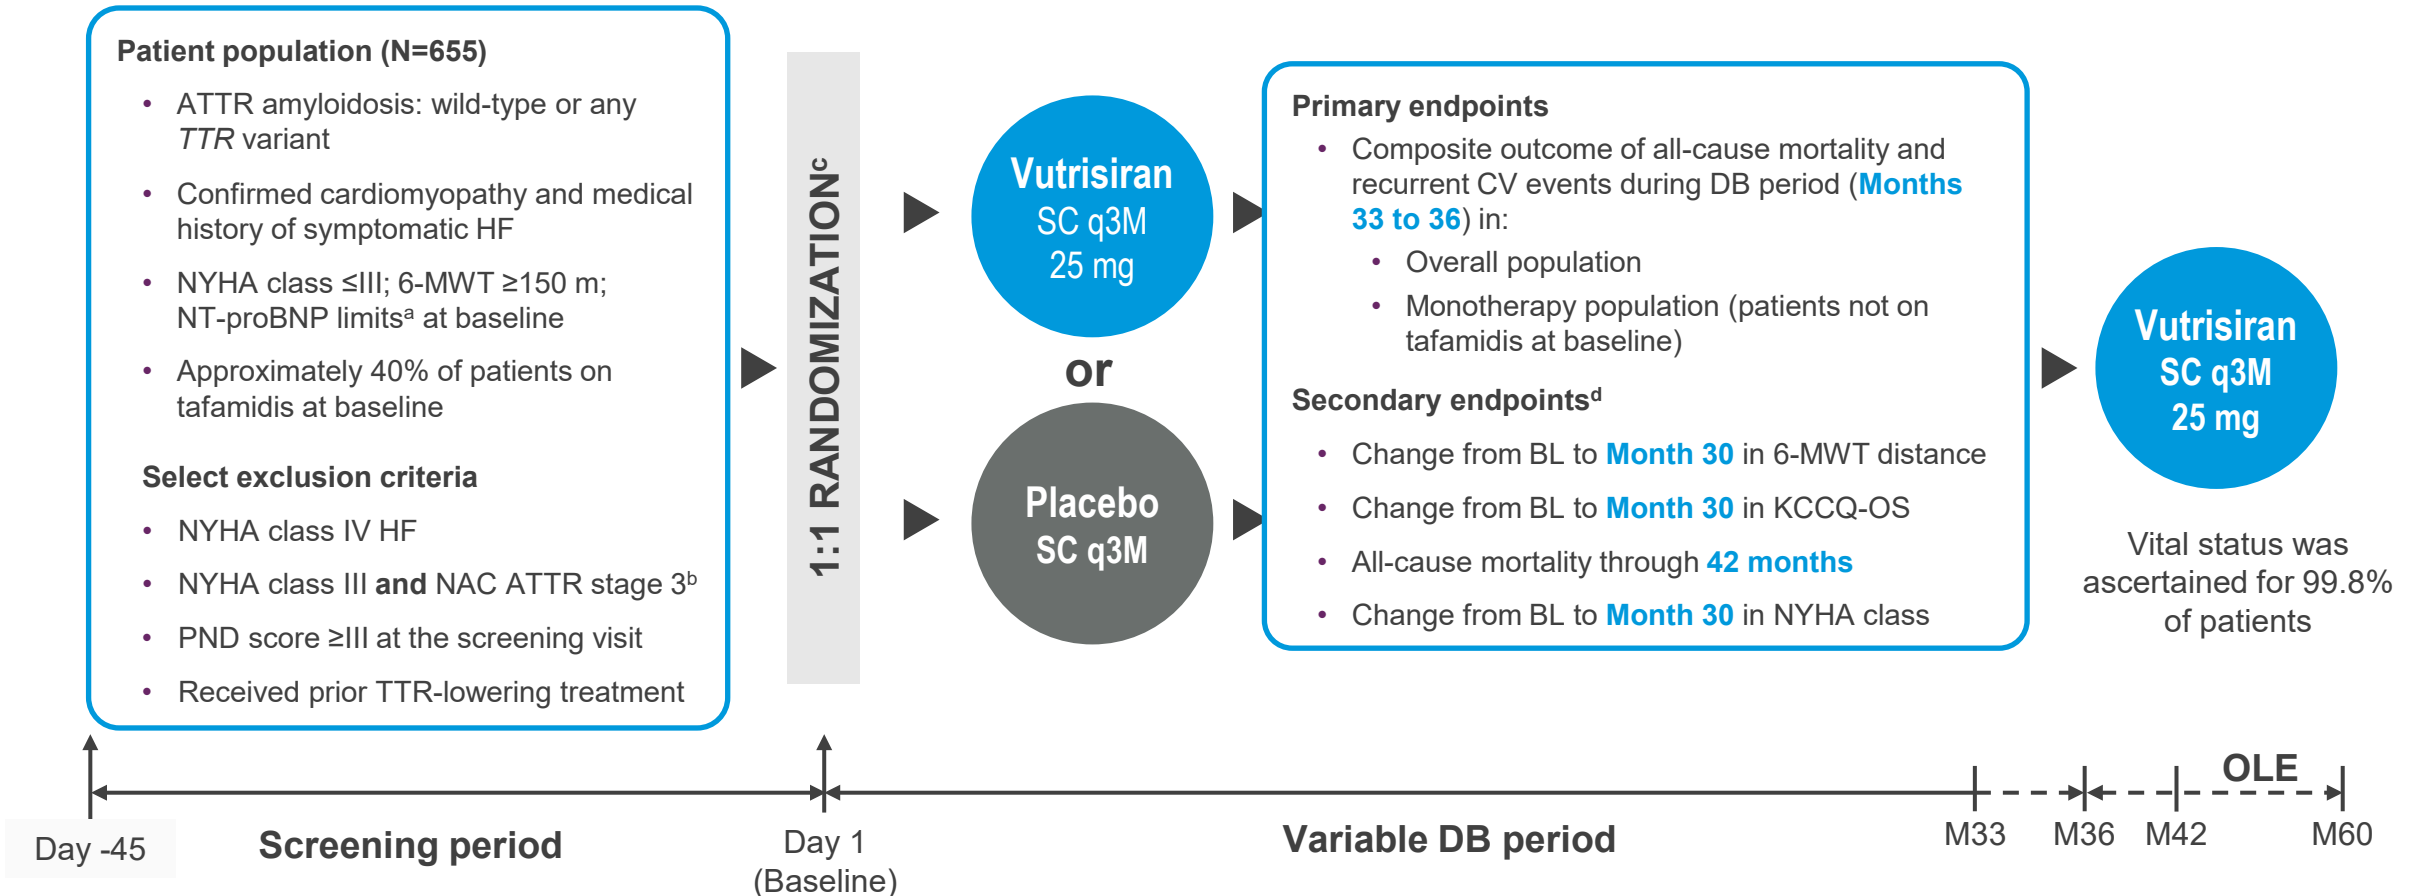 Patient population (N=655)
• ATTR amyloidosis: wild-type or any
TTR variant
• Confirmed cardiomyopathy and medical
history of symptomatic HF
• NYHA class ≤III; 6-MWT ≥150 m;
NT-proBNP limitsᵃ at baseline
• Approximately 40% of patients on
tafamidis at baseline
Select exclusion criteria
• NYHA class IV HF
• NYHA class III and NAC ATTR stage 3ᵇ
• PND score ≥III at the screening visit
• Received prior TTR-lowering treatment
1:1 RANDOMIZATIONᶜ
Vutrisiran
SC q3M
25 mg
or
Placebo
SC q3M
Primary endpoints
• Composite outcome of all-cause mortality and
recurrent CV events during DB period (Months
33 to 36) in:
• Overall population
• Monotherapy population (patients not on
tafamidis at baseline)
Secondary endpointsᵈ
• Change from BL to Month 30 in 6-MWT distance
• Change from BL to Month 30 in KCCQ-OS
• All-cause mortality through 42 months
• Change from BL to Month 30 in NYHA class
Vutrisiran
SC q3M
25 mg
Vital status was
ascertained for 99.8%
of patients
OLE
Day -45
Screening period
Day 1
(Baseline)
Variable DB period
M33
M36
M42
M60